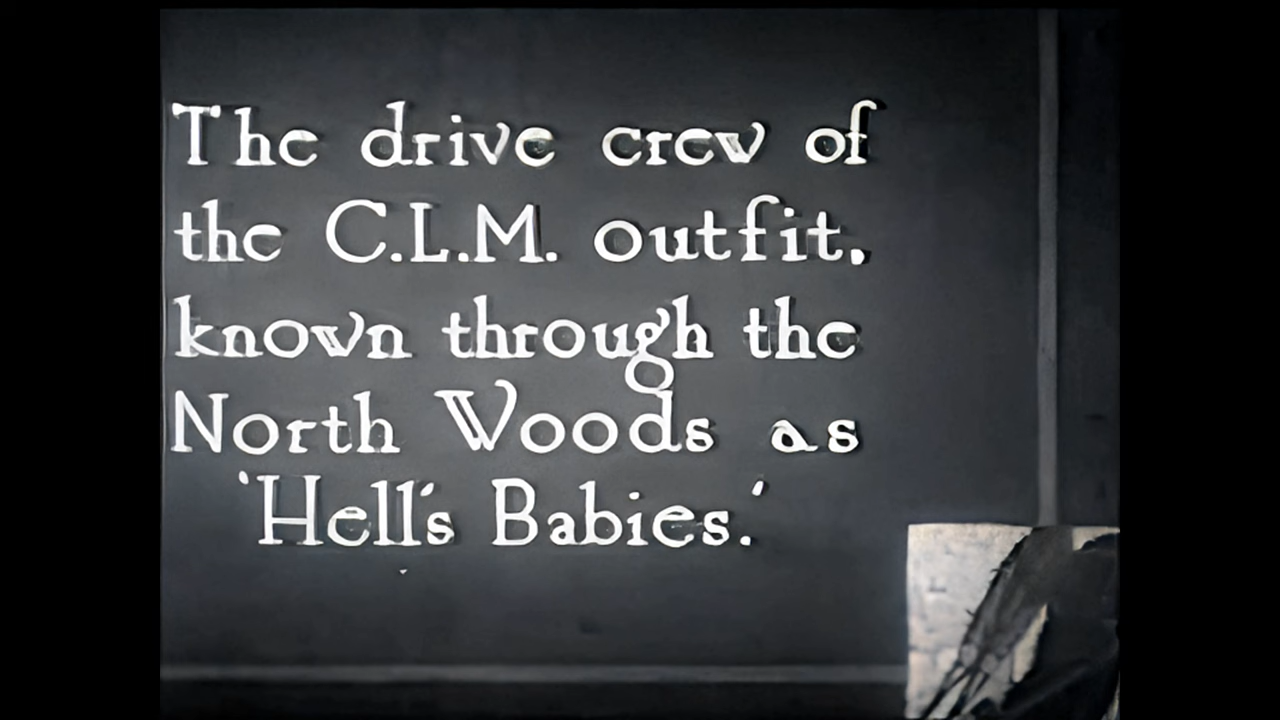 The drive crew of
the C.L.M. outfit,
known through the
North Woods as
'Hell's Babies.'